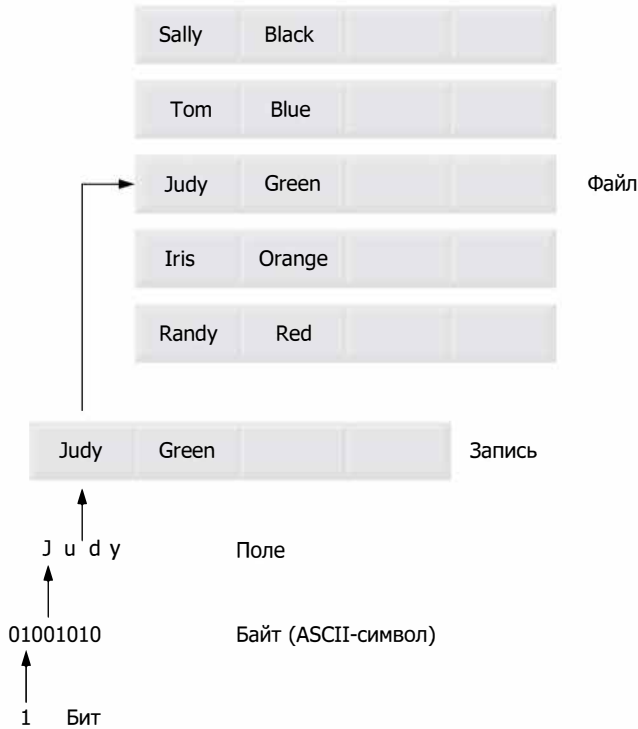 Sally Black
Tom Blue
Judy Green Файл
Iris Orange
Randy Red
Judy Green Запись
J u d y Поле
01001010 Байт (ASCII-символ)
1 Бит